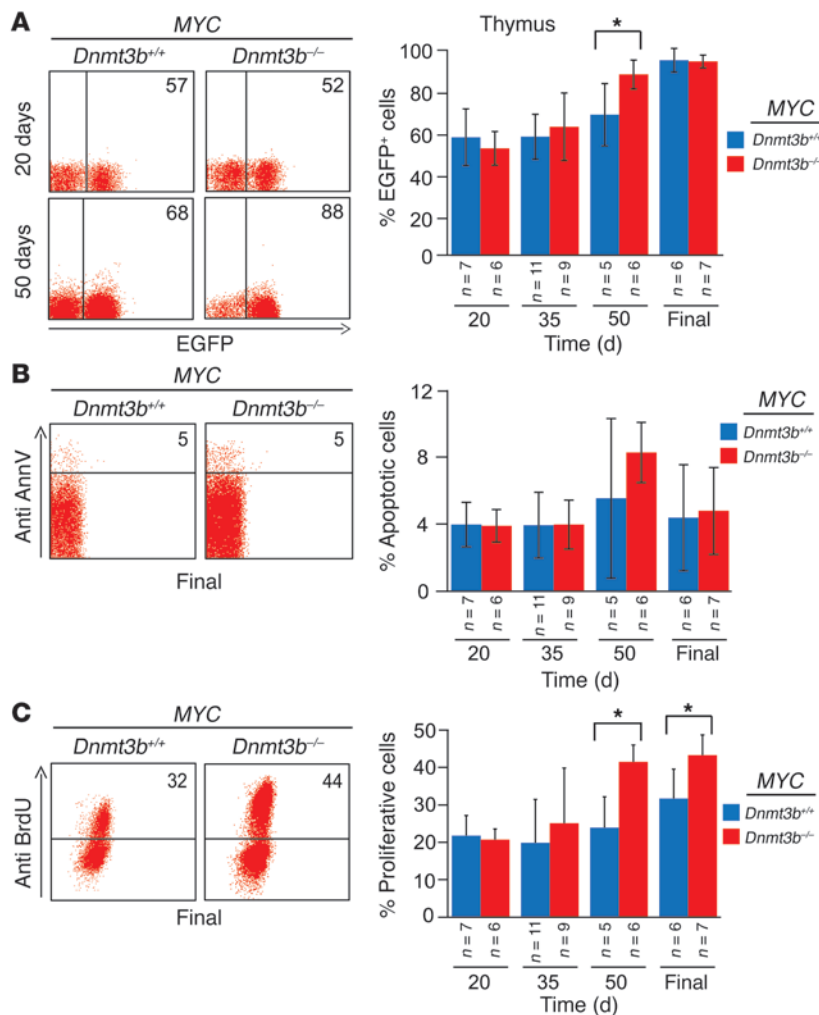 A
MYC
Dnmt3b+/+ Dnmt3b−/−
20 days
57
52
50 days
68
88
EGFP
Thymus
% EGFP+ cells
100
80
60
40
20
0
*
MYC
Dnmt3b+/+
Dnmt3b−/−
n = 7 n = 6 n = 11 n = 9 n = 5 n = 6 n = 6 n = 7
20 35 50 Final
Time (d)
B
MYC
Dnmt3b+/+ Dnmt3b−/−
Anti AnnV
5
5
Final
% Apoptotic cells
12
8
4
0
MYC
Dnmt3b+/+
Dnmt3b−/−
n = 7 n = 6 n = 11 n = 9 n = 5 n = 6 n = 6 n = 7
20 35 50 Final
Time (d)
C
MYC
Dnmt3b+/+ Dnmt3b−/−
Anti BrdU
32
44
Final
% Proliferative cells
50
40
30
20
10
0
* *
MYC
Dnmt3b+/+
Dnmt3b−/−
n = 7 n = 6 n = 11 n = 9 n = 5 n = 6 n = 6 n = 7
20 35 50 Final
Time (d)